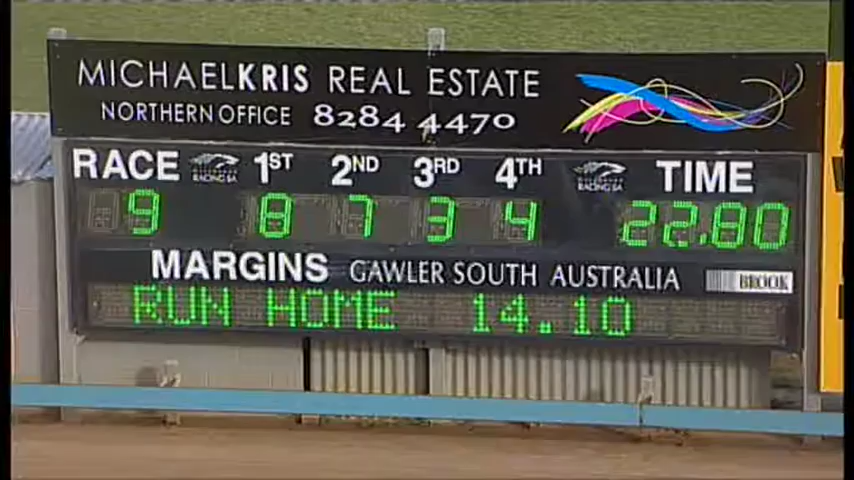 MICHAELKRIS REAL ESTATE
NORTHERN OFFICE 8284 4470
RACE 1ST 2ND 3RD 4TH TIME
9 8 7 3 4 22.80
MARGINS GAWLER SOUTH AUSTRALIA BROOK
RUN HOME 14.10